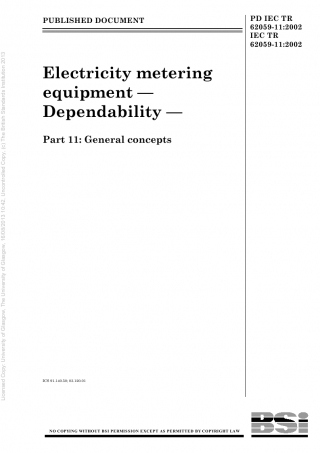 PUBLISHED DOCUMENT
PD IEC TR
62059-11:2002
IEC TR
62059-11:2002
Electricity metering
equipment —
Dependability —
Part 11: General concepts
NO COPYING WITHOUT BSI PERMISSION EXCEPT AS PERMITTED BY COPYRIGHT LAW
BSi